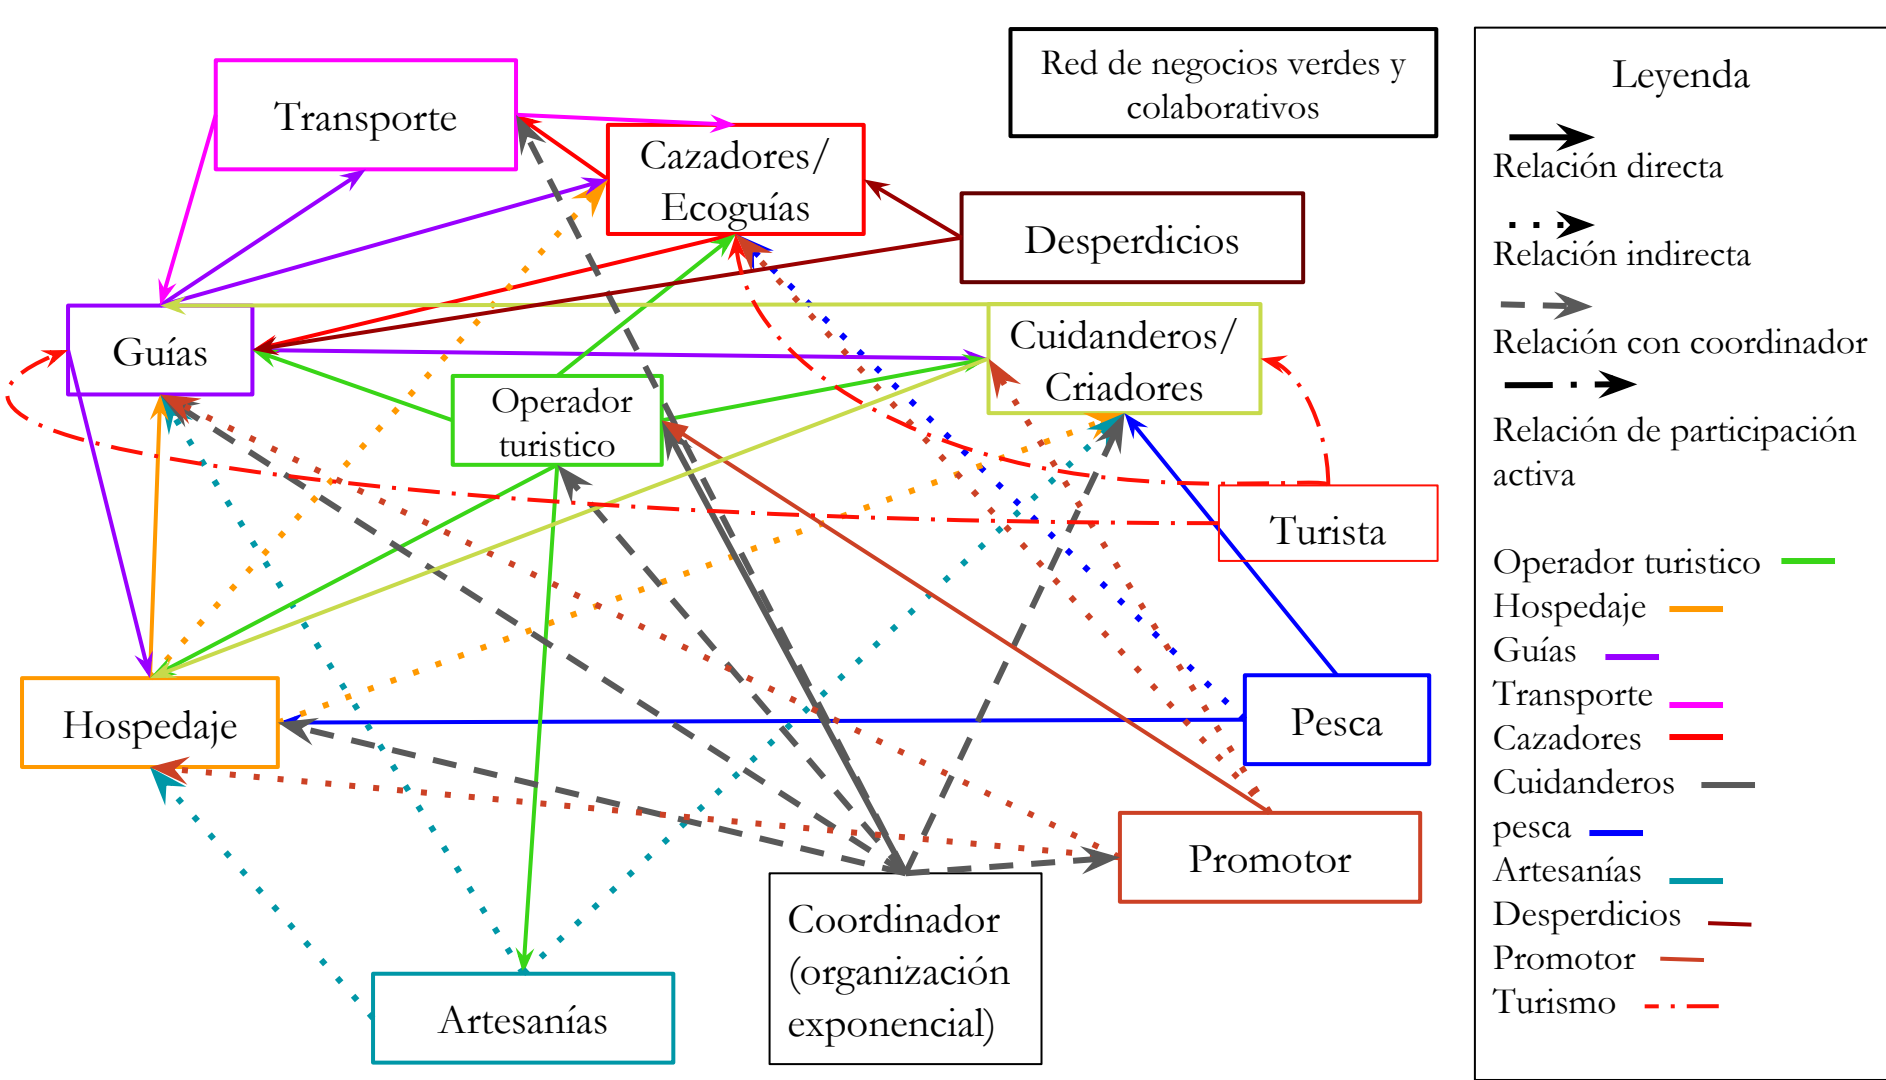 Red de negocios verdes y
colaborativos
Leyenda
Transporte
Cazadores/
Ecoguías
Desperdicios
Guías
Cuidanderos/
Criadores
Operador
turistico
Turista
Hospedaje
Pesca
Promotor
Coordinador
(organización
exponencial)
Artesanías
Relación directa
Relación indirecta
Relación con coordinador
Relación de participación
activa
Operador turistico
Hospedaje
Guías
Transporte
Cazadores
Cuidanderos
pesca
Artesanías
Desperdicios
Promotor
Turismo